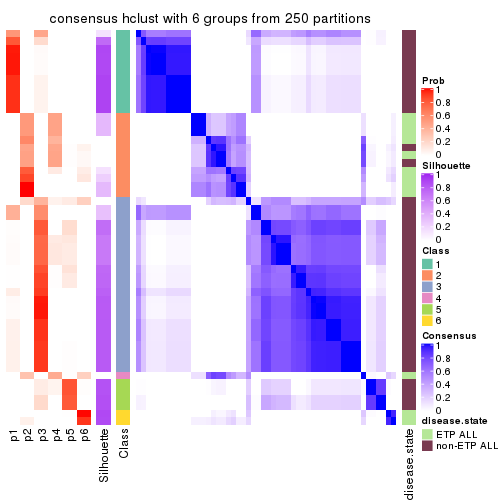 consensus hclust with 6 groups from 250 partitions
Prob
1
0.8
0.6
0.4
0.2
0
Silhouette
1
0.8
0.6
0.4
0.2
0
Class
1
2
3
4
5
6
Consensus
1
0.8
0.6
0.4
0.2
0
disease.state
ETP ALL
non-ETP ALL
p1
p2
p3
p4
p5
p6
Silhouette
Class
disease.state